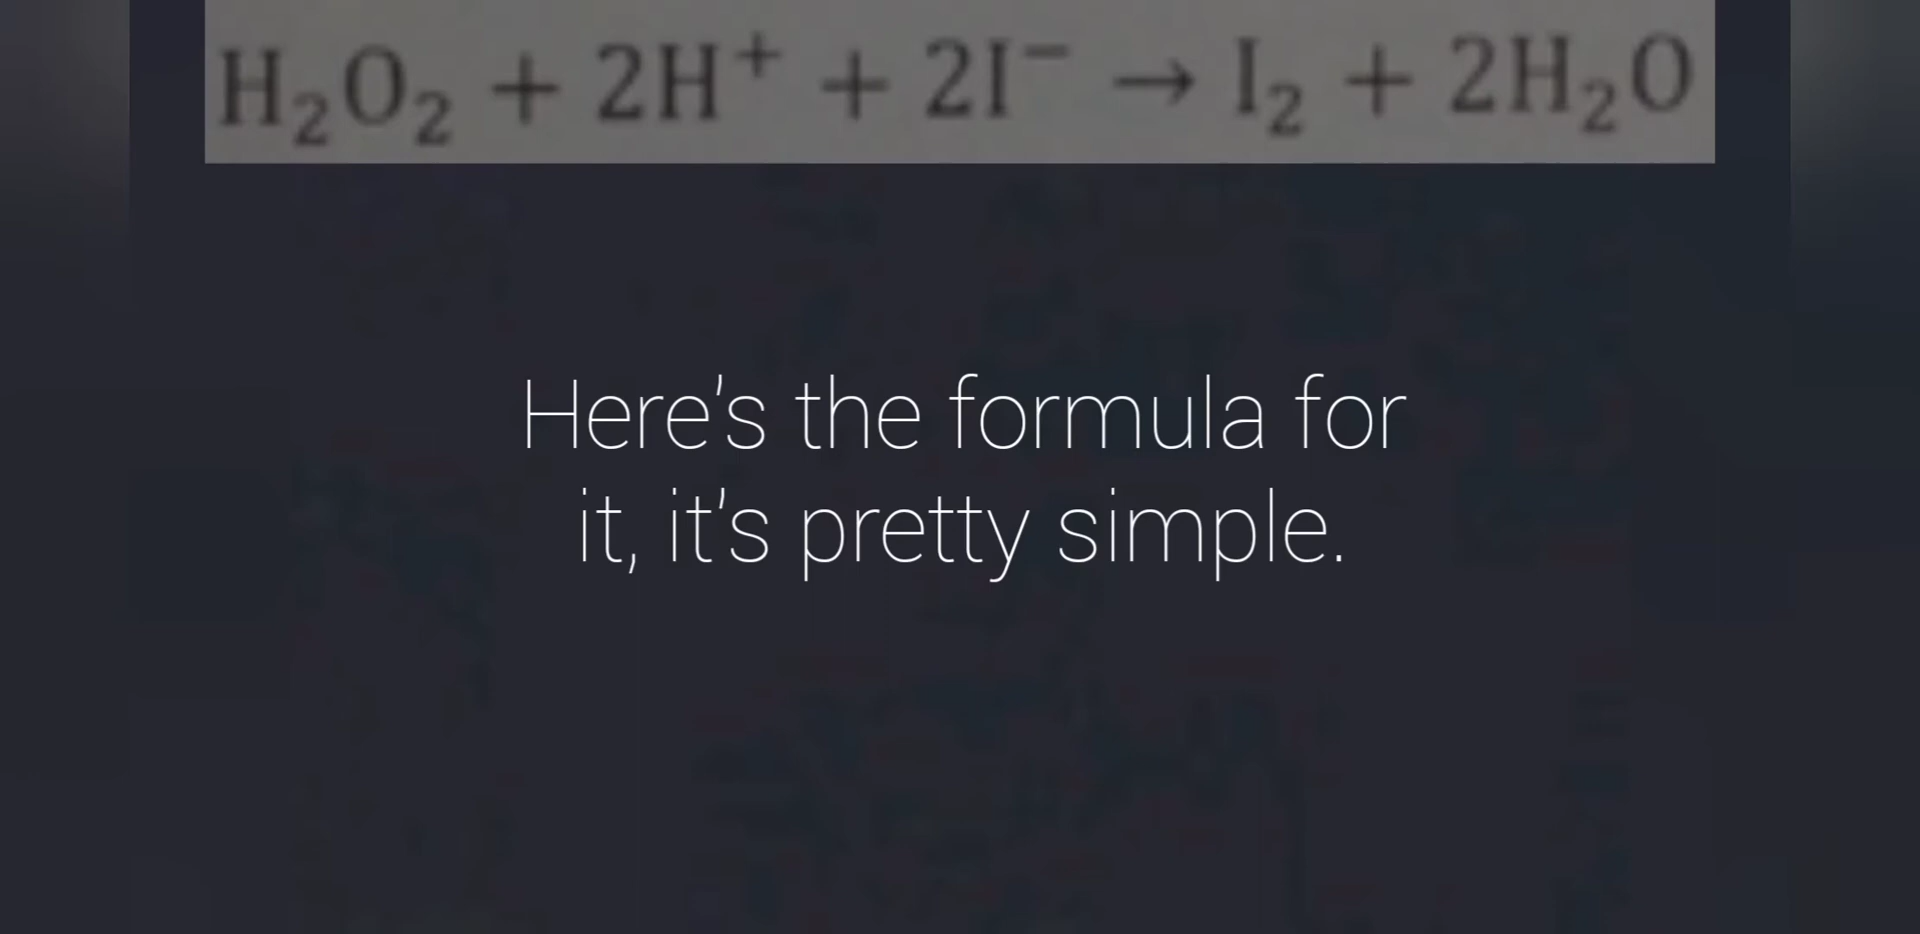 H₂O₂ + 2H⁺ + 2I⁻ → I₂ + 2H₂O
Here's the formula for
it, it's pretty simple.